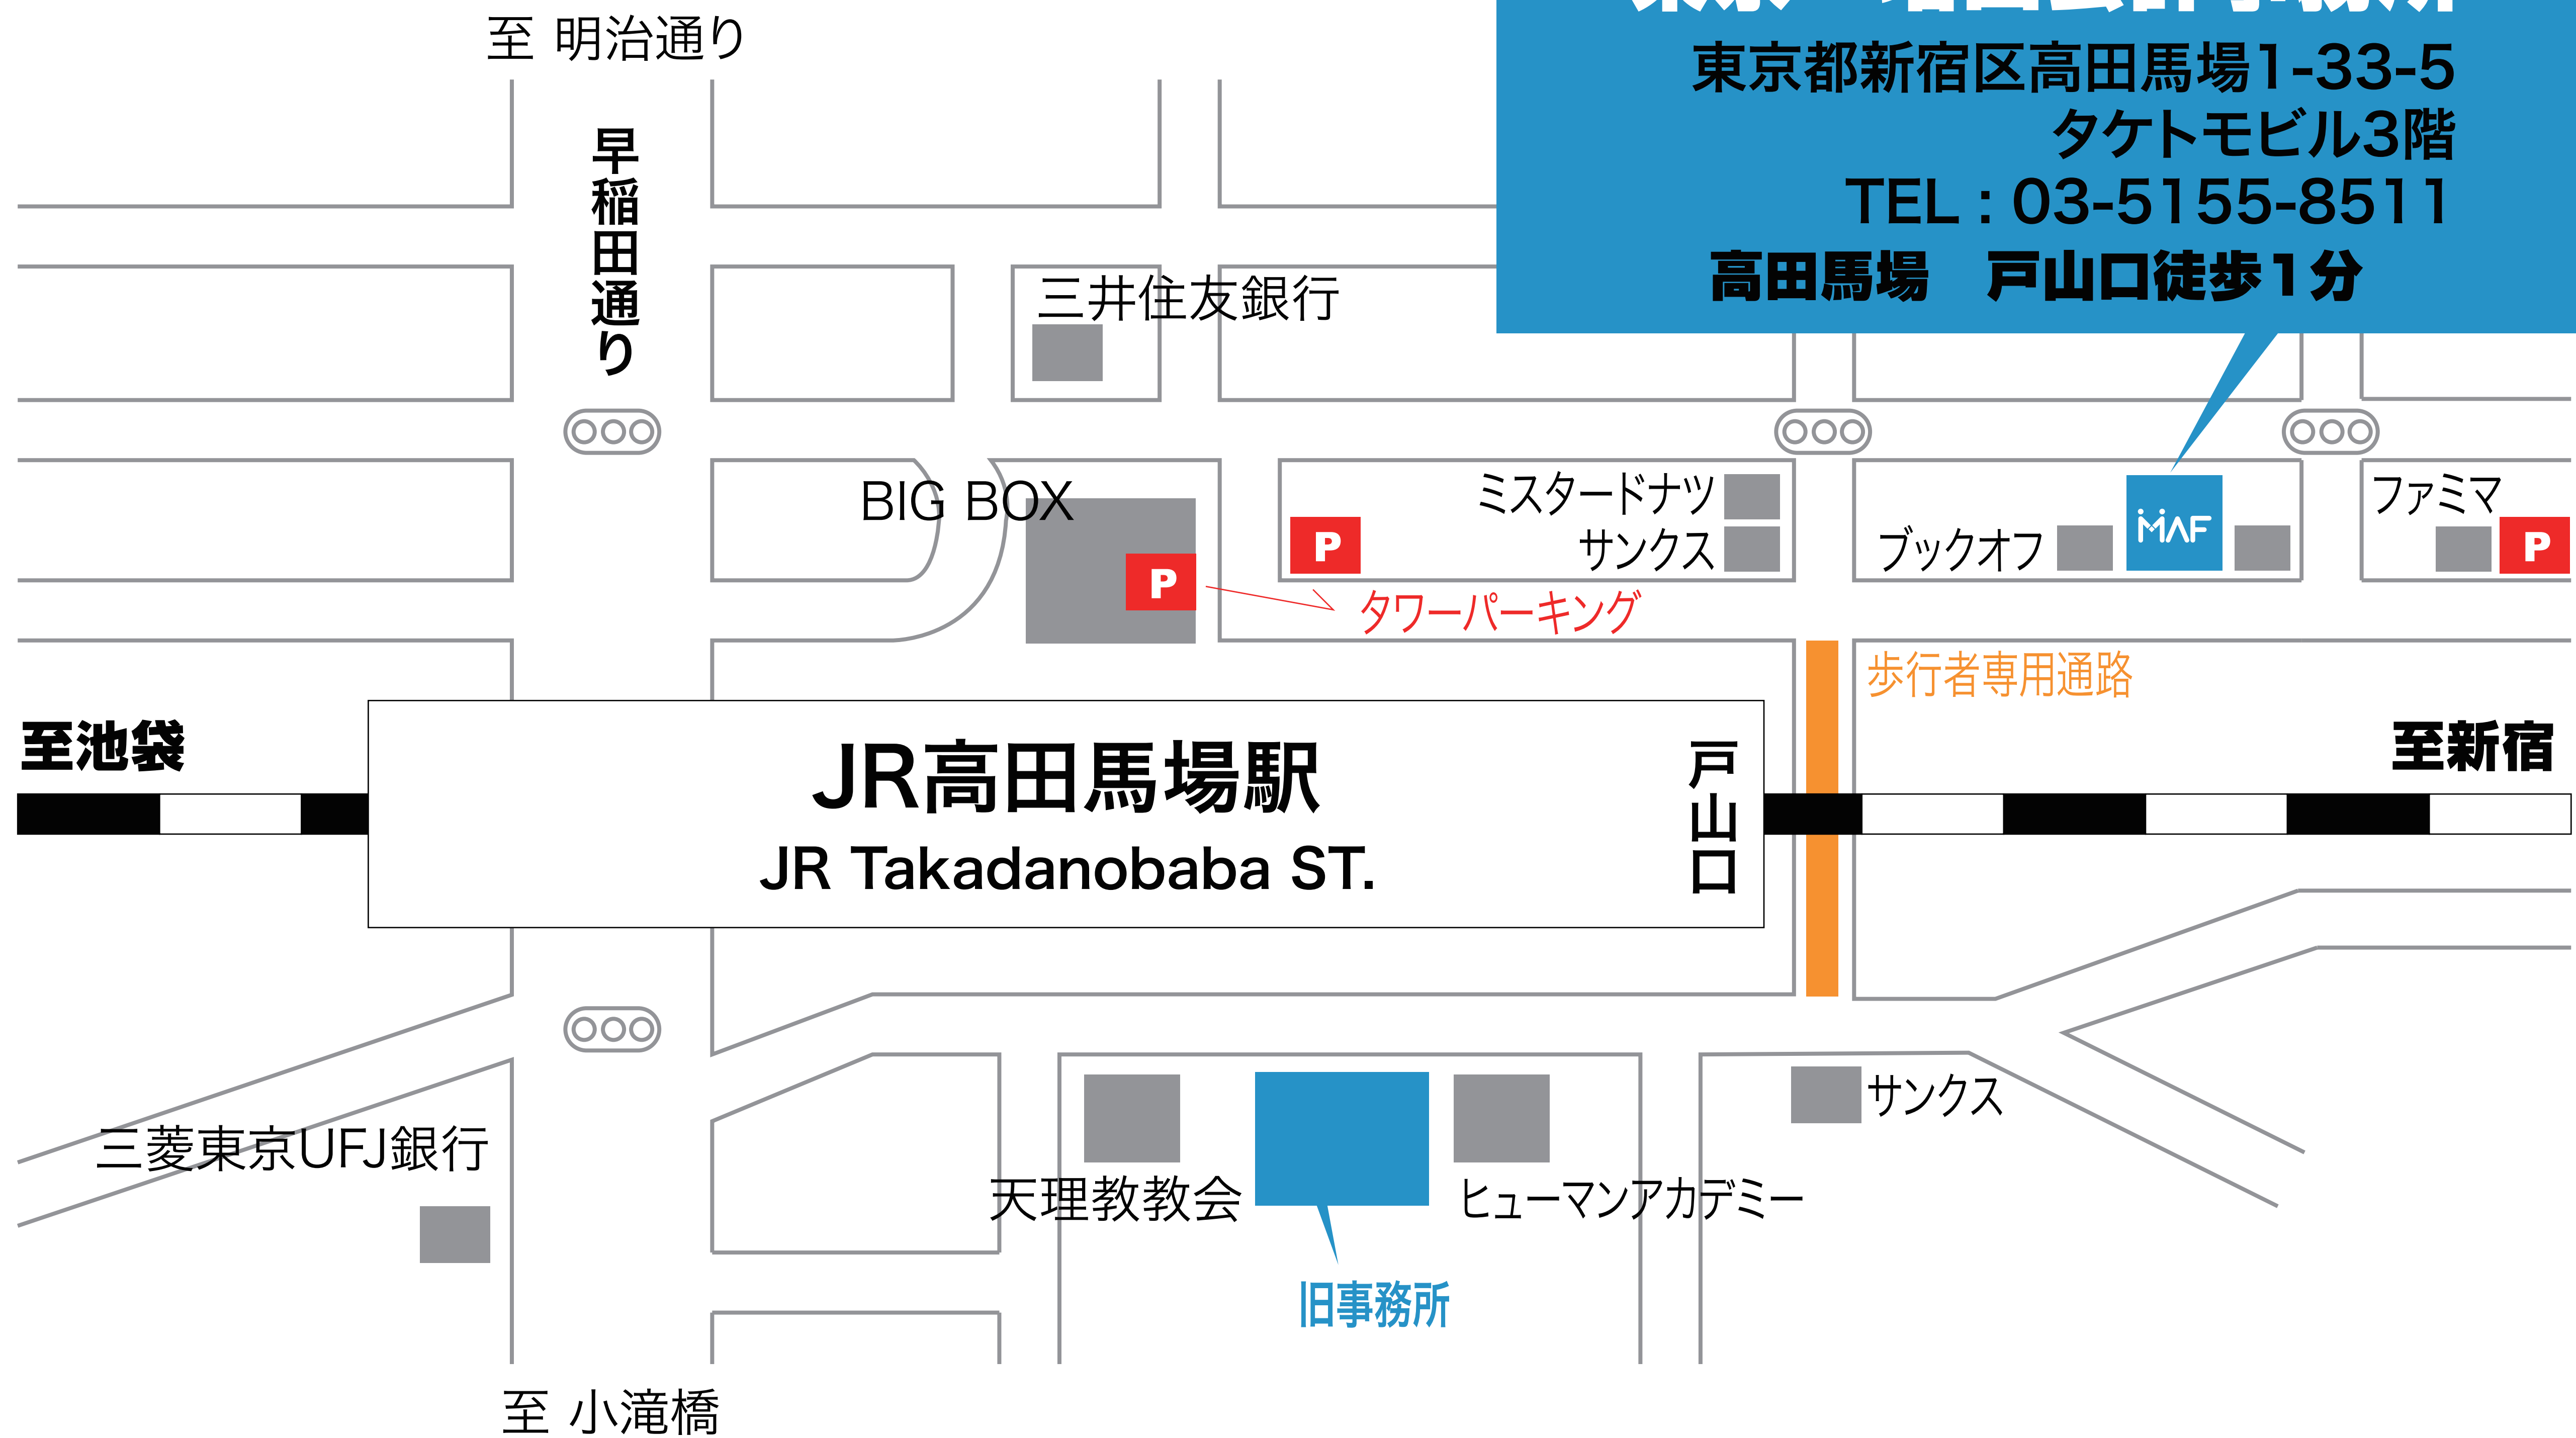 至 明治通り
東京都新宿区高田馬場1-33-5
タケトモビル3階
TEL : 03-5155-8511
高田馬場 戸山口徒歩1分
早稲田通り
三井住友銀行
BIG BOX
P
タワーパーキング
P
ミスタードナツ
サンクス
ブックオフ
MAF
ファミマ
P
歩行者専用通路
至池袋
JR高田馬場駅
JR Takadanobaba ST.
戸山口
至新宿
三菱東京UFJ銀行
天理教教会
ヒューマンアカデミー
サンクス
旧事務所
至 小滝橋